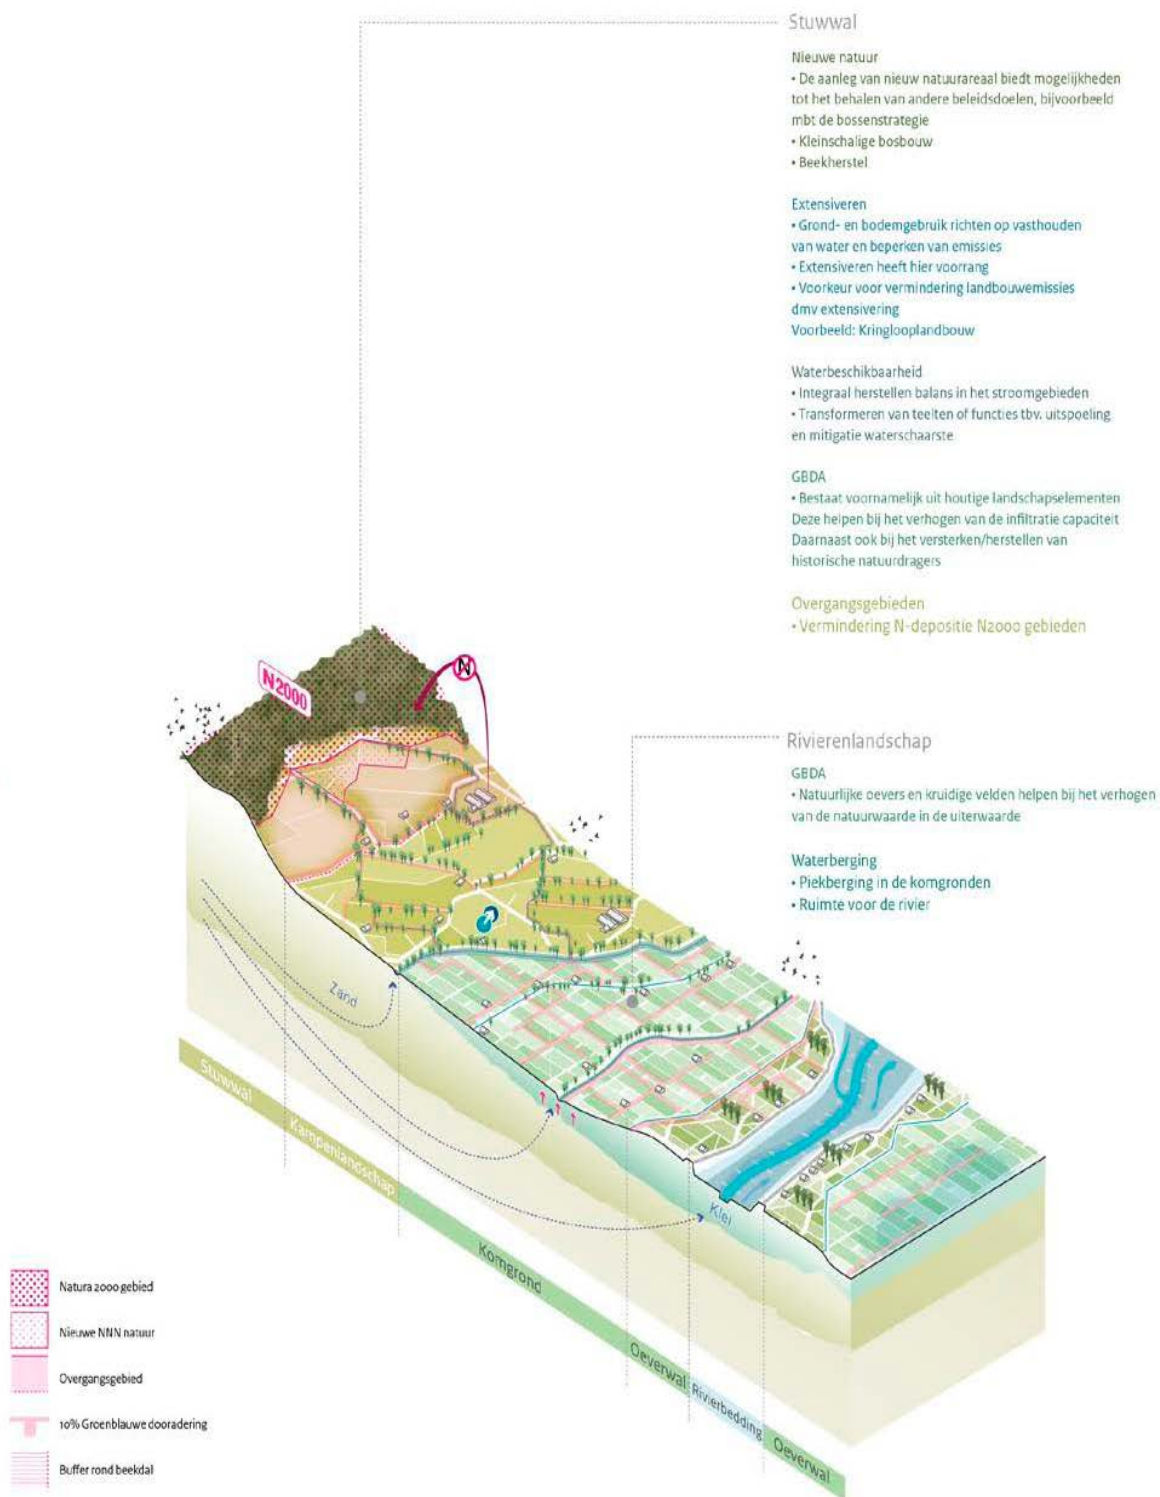 Stuwwal
Nieuwe natuur
• De aanleg van nieuw natuurareaal biedt mogelijkheden
tot het behalen van andere beleidsdoelen, bijvoorbeeld
mbt de bossenstrategie
• Kleinschalige bosbouw
• Beekherstel
Extensiveren
• Grond- en bodemgebruik richten op vasthouden
van water en beperken van emissies
• Extensiveren heeft hier voorrang
• Voorkeur voor vermindering landbouwemissies
dmv extensivering
Voorbeeld: Kringlooplandbouw
Waterbeschikbaarheid
• Integraal herstellen balans in het stroomgebieden
• Transformeren van teelten of functies tbv. uitspoeling
en mitigatie waterschaarste
GBDA
• Bestaat voornamelijk uit houtige landschapselementen
Deze helpen bij het verhogen van de infiltratie capaciteit
Daarnaast ook bij het versterken/herstellen van
historische natuurdragers
Overgangsgebieden
• Vermindering N-depositie N2000 gebieden
N2000
N
Rivierenlandschap
GBDA
• Natuurlijke oevers en kruidige velden helpen bij het verhogen
van de natuurwaarde in de uiterwaarde
Waterberging
• Piekberging in de komgronden
• Ruimte voor de rivier
Zand
Klei
Stuwwal
Kampenlandschap
Komgrond
Oeverwal
Rivierbedding
Oeverwal
Natura 2000 gebied
Nieuwe NNN natuur
Overgangsgebied
10% Groenblauwe dooradering
Buffer rond beekdal